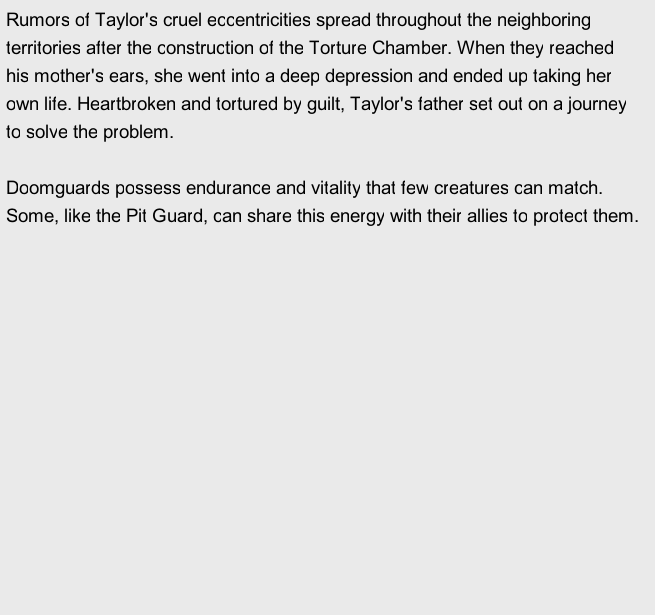 Rumors of Taylor's cruel eccentricities spread throughout the neighboring
territories after the construction of the Torture Chamber. When they reached
his mother's ears, she went into a deep depression and ended up taking her
own life. Heartbroken and tortured by guilt, Taylor's father set out on a journey
to solve the problem.

Doomguards possess endurance and vitality that few creatures can match.
Some, like the Pit Guard, can share this energy with their allies to protect them.